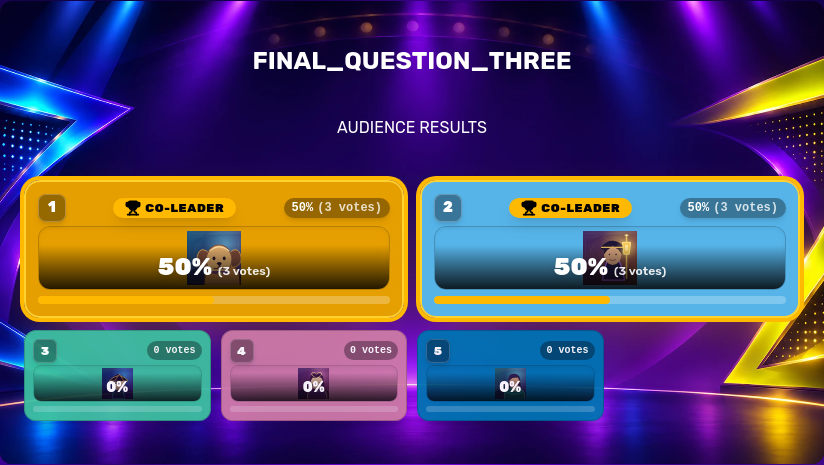 FINAL_QUESTION_THREE
AUDIENCE RESULTS
1 CO-LEADER 50% (3 votes)
50% (3 votes)
2 CO-LEADER 50% (3 votes)
50% (3 votes)
3 0 votes
0%
4 0 votes
0%
5 0 votes
0%